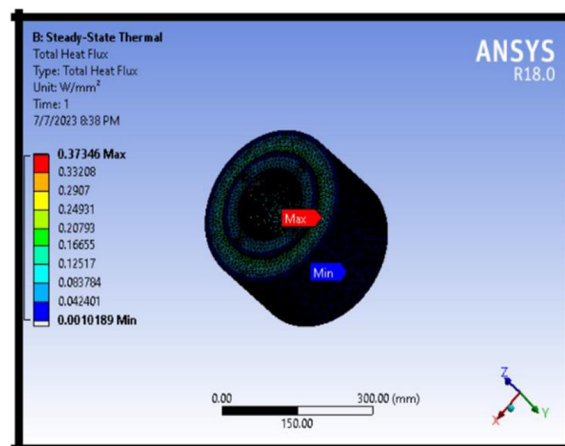 B: Steady-State Thermal
Total Heat Flux
Type: Total Heat Flux
Unit: W/mm²
Time: 1
7/7/2023 8:38 PM
ANSYS
R18.0
0.37346 Max
0.33208
0.2907
0.24931
0.20793
0.16655
0.12517
0.083784
0.042401
0.0010189 Min
Max
Min
0.00
300.00 (mm)
150.00
Z
Y
X